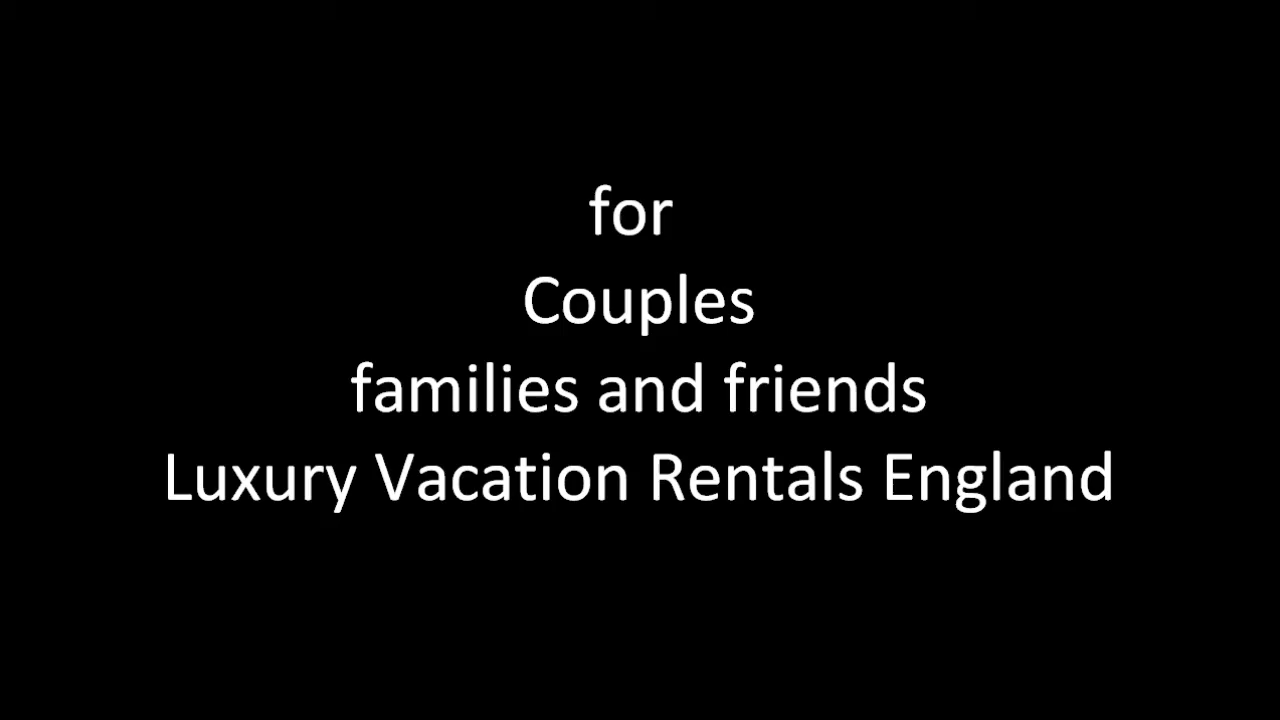 for
Couples
families and friends
Luxury Vacation Rentals England